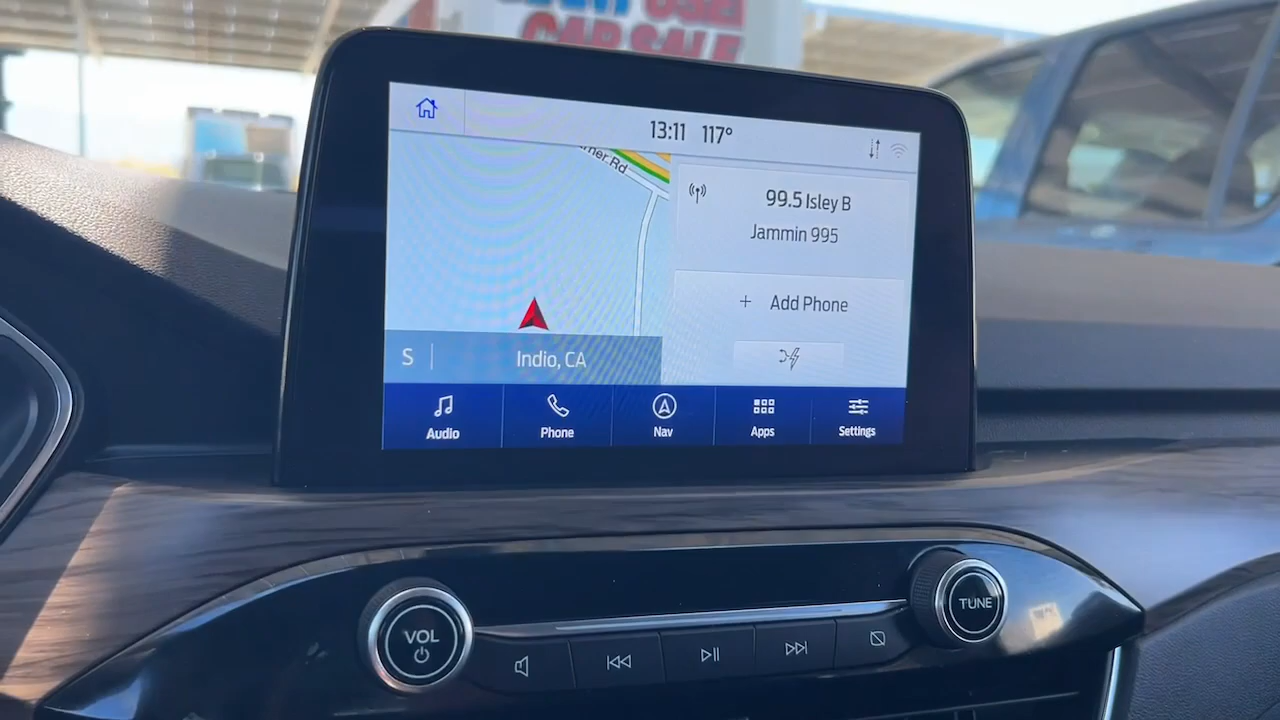 CAR SALE
13:11 117°
rner Rd
99.5 Isley B
Jammin 995
+ Add Phone
S
Indio, CA
Audio
Phone
Nav
Apps
Settings
VOL
TUNE